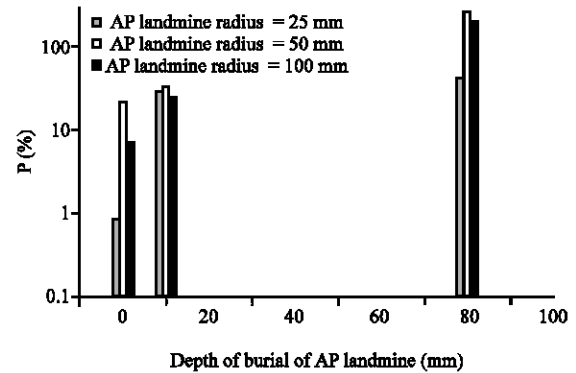 AP landmine radius = 25 mm
AP landmine radius = 50 mm
AP landmine radius = 100 mm
100
10
1
0.1
P (%)
0 20 40 60 80 100
Depth of burial of AP landmine (mm)